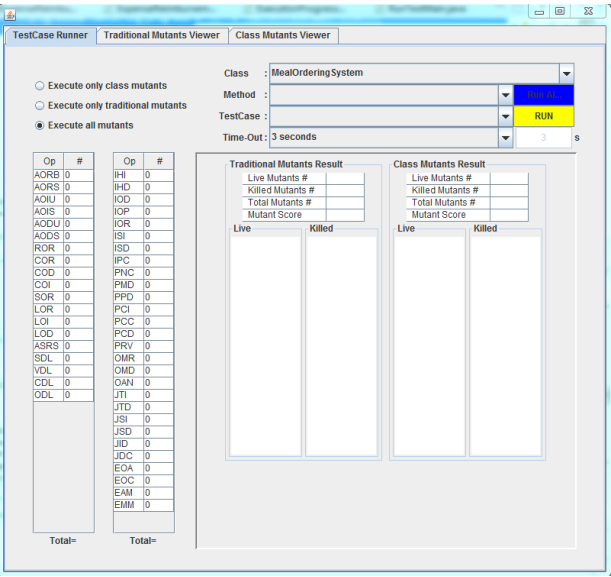 TestCase Runner Traditional Mutants Viewer Class Mutants Viewer
Execute only class mutants
Execute only traditional mutants
Execute all mutants
Class : MealOrderingSystem
Method :
TestCase : RUN
Time-Out : 3 seconds 3 s
Op #
AORB 0
AORS 0
AOIU 0
AOIS 0
AODU 0
AODS 0
ROR 0
COR 0
COD 0
COI 0
SOR 0
LOR 0
LOI 0
LOD 0
ASRS 0
SDL 0
VDL 0
CDL 0
ODL 0
Total=
Op #
IHI 0
IHD 0
IOD 0
IOP 0
IOR 0
ISI 0
ISD 0
IPC 0
PNC 0
PMD 0
PPD 0
PCI 0
PCC 0
PCD 0
PRV 0
OMR 0
OMD 0
OAN 0
JTI 0
JTD 0
JSI 0
JSD 0
JID 0
JDC 0
EOA 0
EOC 0
EAM 0
EMM 0
Total=
Traditional Mutants Result
Live Mutants #
Killed Mutants #
Total Mutants #
Mutant Score
Live Killed
Class Mutants Result
Live Mutants #
Killed Mutants #
Total Mutants #
Mutant Score
Live Killed